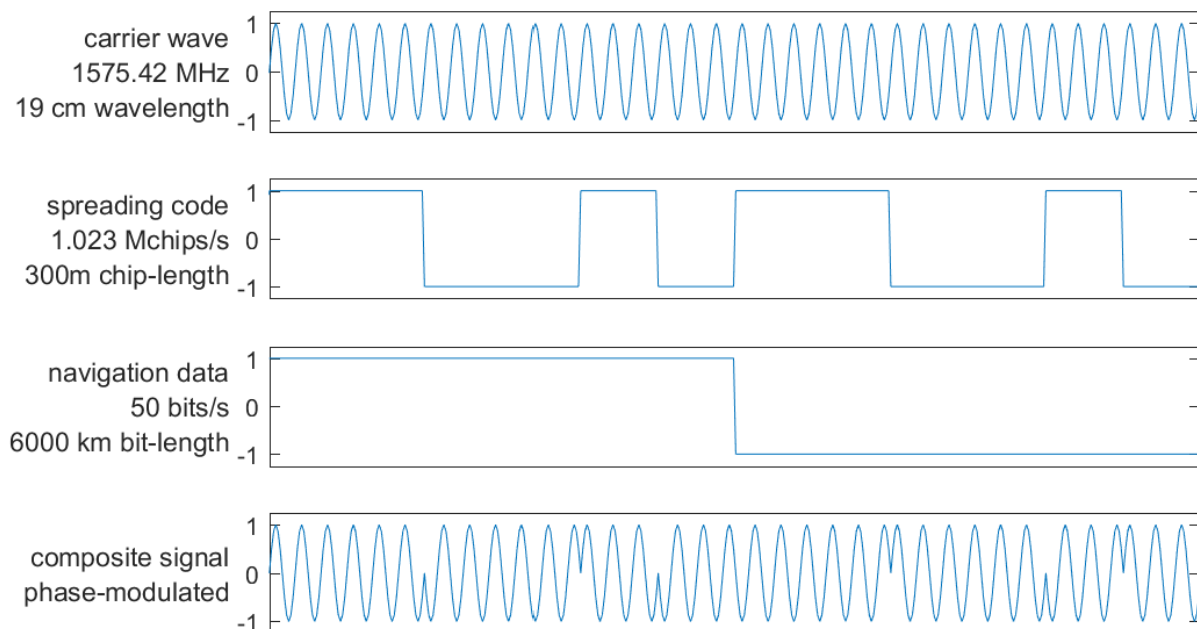 carrier wave
1575.42 MHz
19 cm wavelength
1
0
-1
spreading code
1.023 Mchips/s
300m chip-length
1
0
-1
navigation data
50 bits/s
6000 km bit-length
1
0
-1
composite signal
phase-modulated
1
0
-1